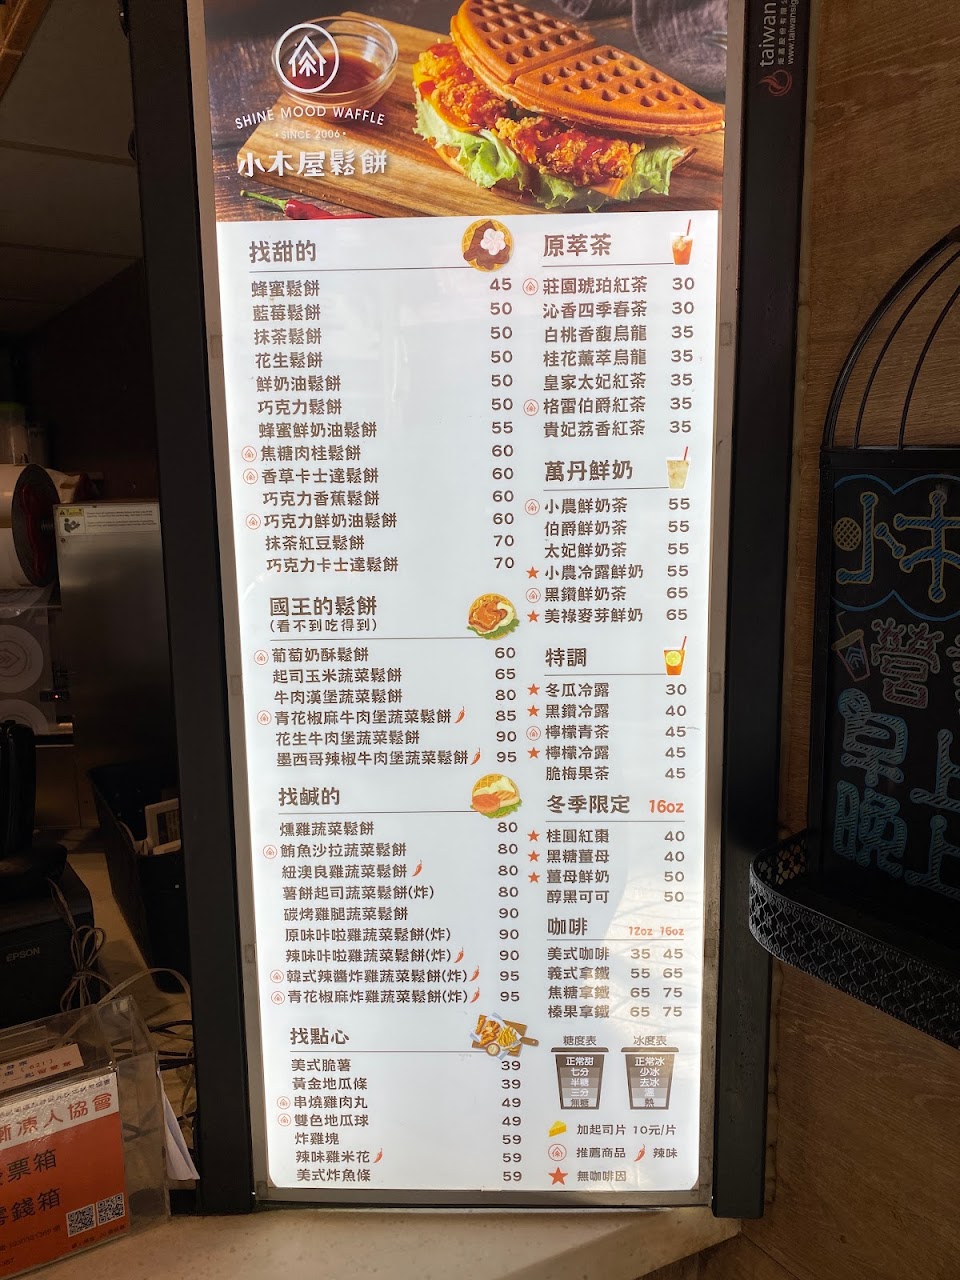 SHINE MOOD WAFFLE
·SINCE 2006·
小木屋鬆餅
找甜的
蜂蜜鬆餅 45
藍莓鬆餅 50
抹茶鬆餅 50
花生鬆餅 50
鮮奶油鬆餅 50
巧克力鬆餅 50
蜂蜜鮮奶油鬆餅 55
焦糖肉桂鬆餅 60
香草卡士達鬆餅 60
巧克力香蕉鬆餅 60
巧克力鮮奶油鬆餅 60
抹茶紅豆鬆餅 70
巧克力卡士達鬆餅 70
國王的鬆餅
(看不到吃得到)
葡萄奶酥鬆餅 60
起司玉米蔬菜鬆餅 65
牛肉漢堡蔬菜鬆餅 80
青花椒麻牛肉堡蔬菜鬆餅 85
花生牛肉堡蔬菜鬆餅 90
墨西哥辣椒牛肉堡蔬菜鬆餅 95
找鹹的
燻雞蔬菜鬆餅 80
鮪魚沙拉蔬菜鬆餅 80
紐澳良雞蔬菜鬆餅 80
薯餅起司蔬菜鬆餅(炸) 80
碳烤雞腿蔬菜鬆餅 90
原味咔啦雞蔬菜鬆餅(炸) 90
辣味咔啦雞蔬菜鬆餅(炸) 90
韓式辣醬炸雞蔬菜鬆餅(炸) 95
青花椒麻炸雞蔬菜鬆餅(炸) 95
找點心
美式脆薯 39
黃金地瓜條 39
串燒雞肉丸 49
雙色地瓜球 49
炸雞塊 59
辣味雞米花 59
美式炸魚條 59
原萃茶
莊園琥珀紅茶 30
沁香四季春茶 30
白桃香馥烏龍 35
桂花薰萃烏龍 35
皇家太妃紅茶 35
格雷伯爵紅茶 35
貴妃荔香紅茶 35
萬丹鮮奶
小農鮮奶茶 55
伯爵鮮奶茶 55
太妃鮮奶茶 55
★小農冷露鮮奶 55
黑鑽鮮奶茶 65
★美祿麥芽鮮奶 65
特調
★冬瓜冷露 30
★黑鑽冷露 40
檸檬青茶 45
★檸檬冷露 45
脆梅果茶 45
冬季限定 16oz
★桂圓紅棗 40
★黑糖薑母 40
★薑母鮮奶 50
醇黑可可 50
咖啡 12oz 16oz
美式咖啡 35 45
義式拿鐵 55 65
焦糖拿鐵 65 75
榛果拿鐵 65 75
糖度表 冰度表
正常甜 正常冰
七分 少冰
半糖 去冰
三分 溫
無糖 熱
加起司片 10元/片
推薦商品 辣味
★ 無咖啡因
taiwan
EPSON
漸凍人協會
票箱
零錢箱
營
早上
晚上